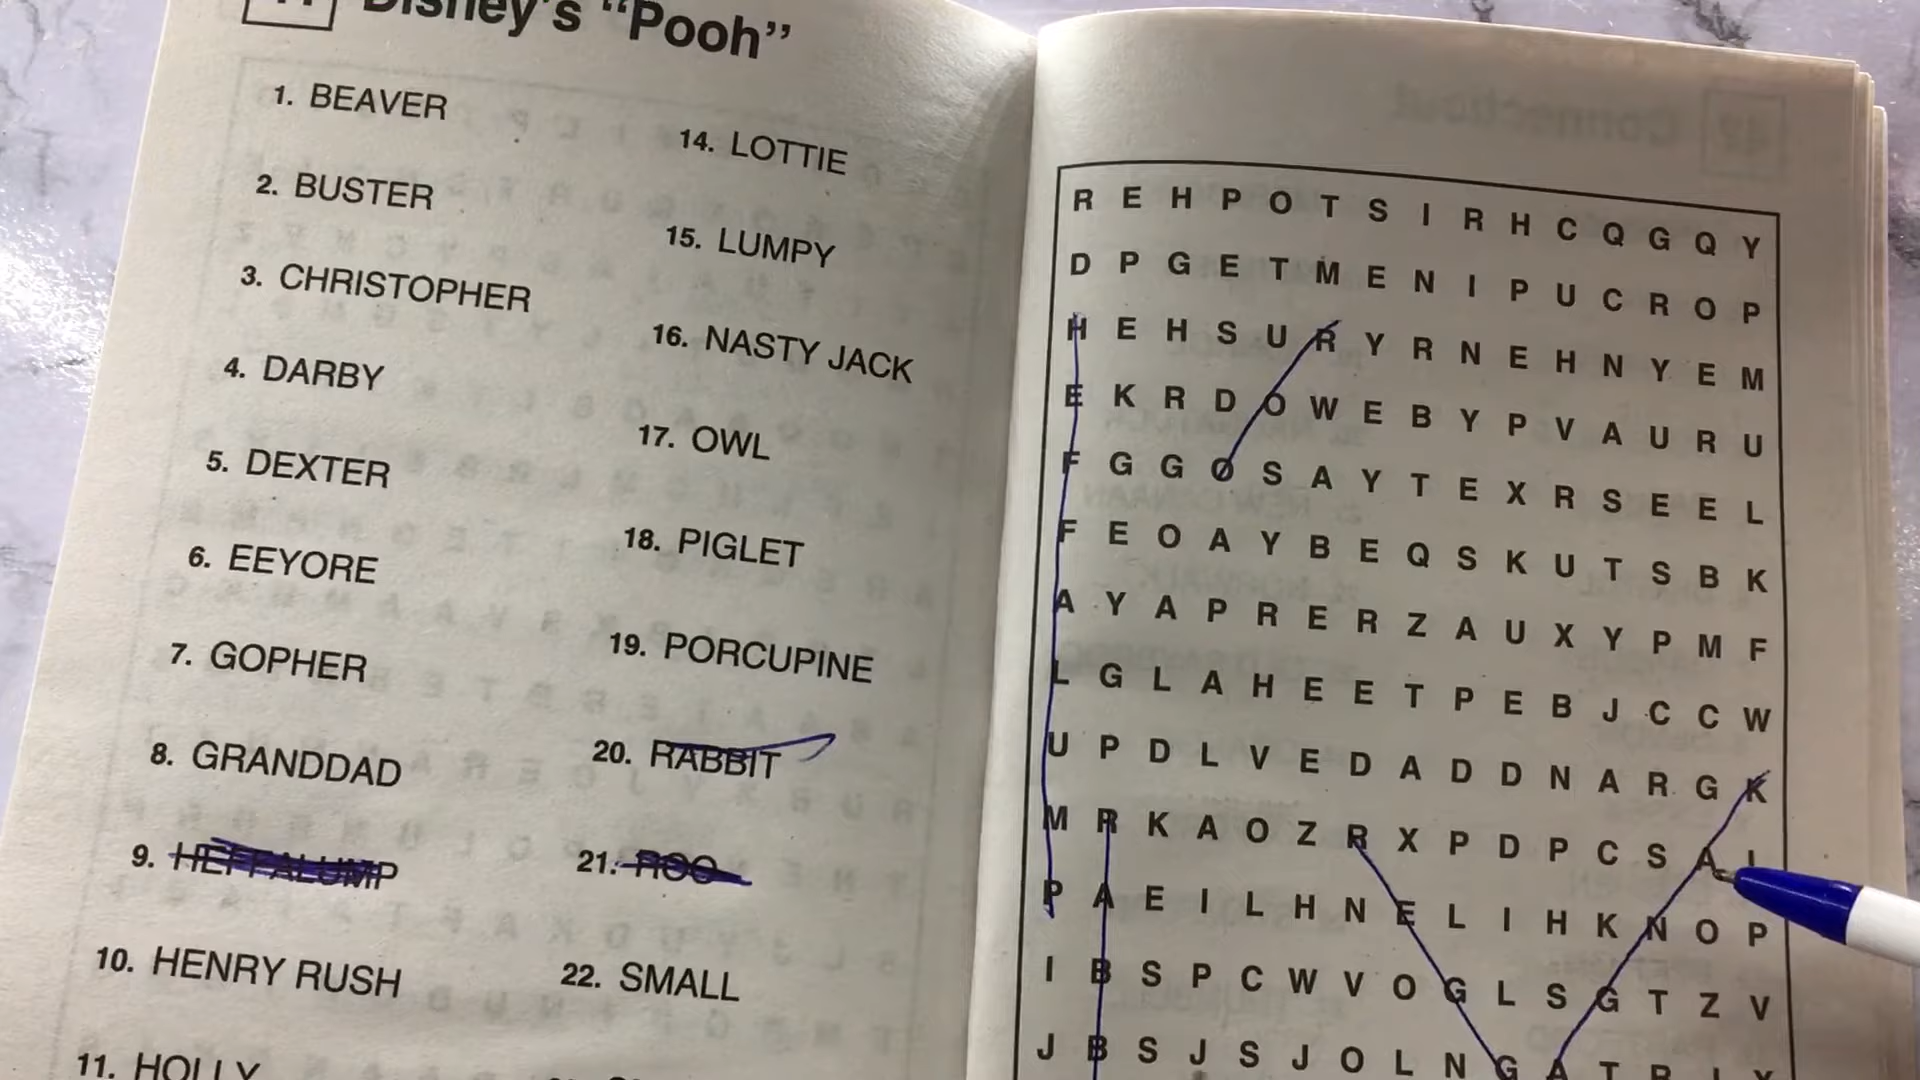 Disney's "Pooh"
1. BEAVER
2. BUSTER
3. CHRISTOPHER
4. DARBY
5. DEXTER
6. EEYORE
7. GOPHER
8. GRANDDAD
9. HEFFALUMP
10. HENRY RUSH
11. HOLLY
14. LOTTIE
15. LUMPY
16. NASTY JACK
17. OWL
18. PIGLET
19. PORCUPINE
20. RABBIT
21. ROO
22. SMALL
R E H P O T S I R H C Q G Q Y
D P G E T M E N I P U C R O P
H E H S U R Y R N E H N Y E M
E K R D O W E B Y P V A U R U
F G G O S A Y T E X R S E E L
F E O A Y B E Q S K U T S B K
A Y A P R E R Z A U X Y P M F
L G L A H E E T P E B J C C W
U P D L V E D A D D N A R G K
M R K A O Z R X P D P C S A
P A E I L H N E L I H K N O P
I B S P C W V O G L S G T Z V
J B S J S J O L N G A T